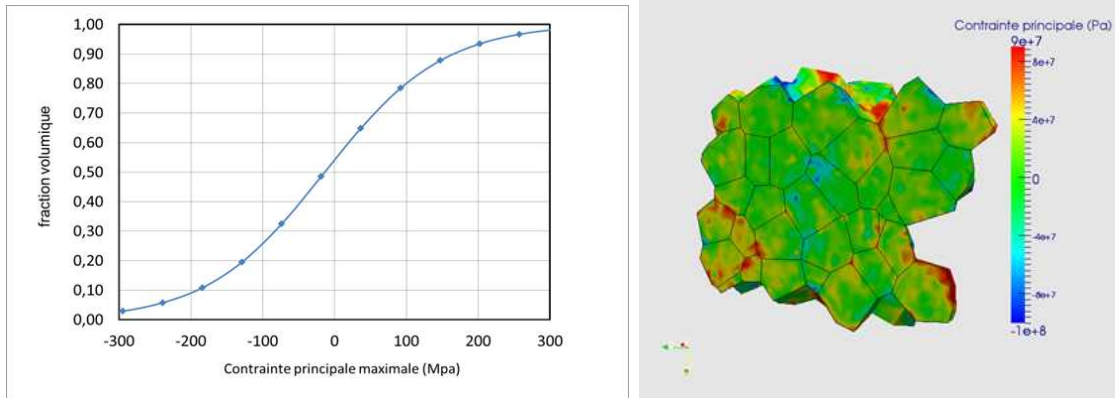 1,00
0,90
0,80
0,70
0,60
0,50
0,40
0,30
0,20
0,10
0,00
fraction volumique
-300 -200 -100 0 100 200 300
Contrainte principale maximale (Mpa)
Contrainte principale (Pa)
9e+7
8e+7
4e+7
0
-4e+7
-8e+7
-1e+8